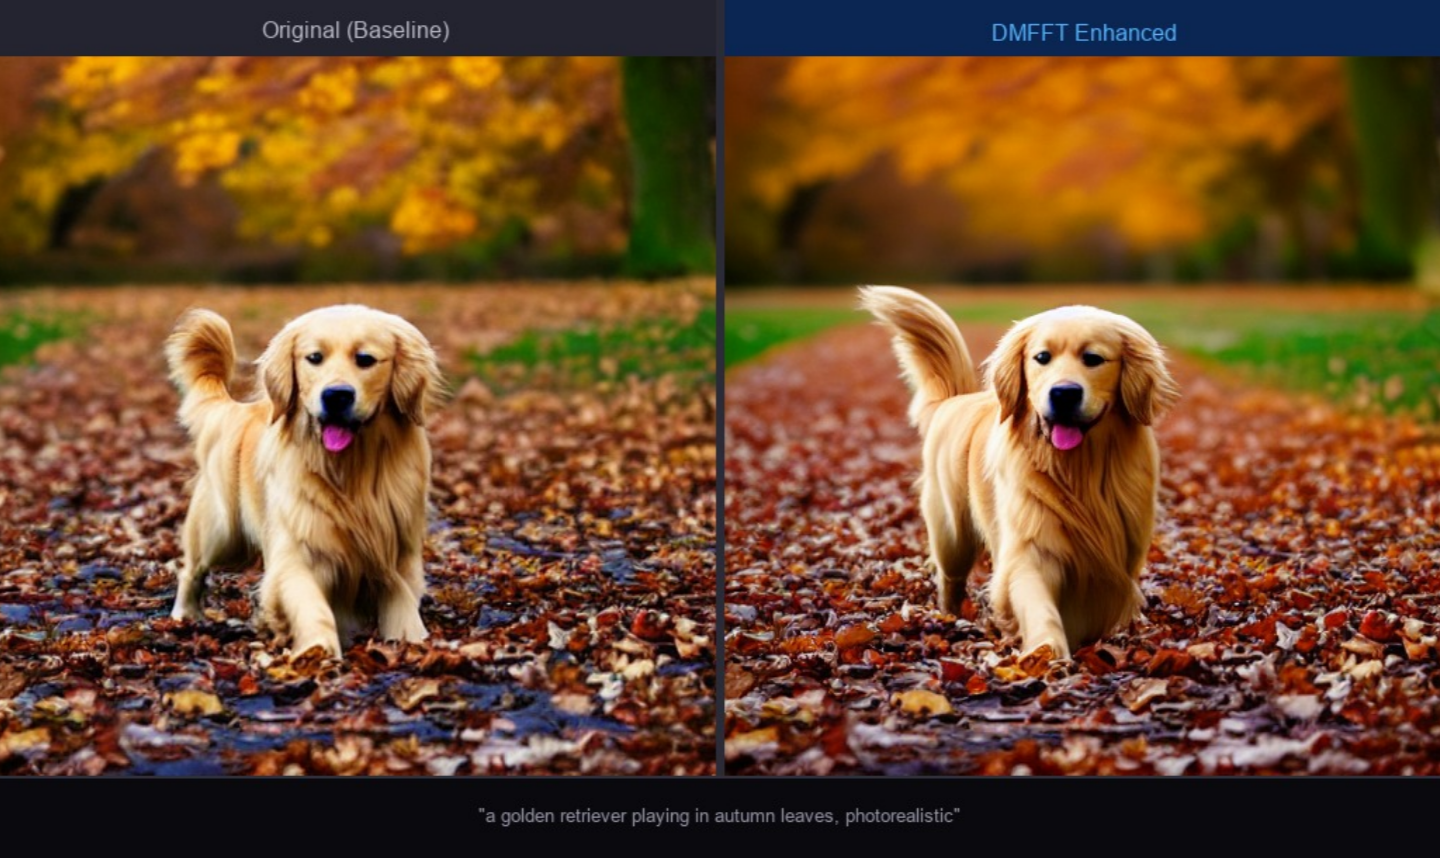 Original (Baseline)
DMFFT Enhanced
"a golden retriever playing in autumn leaves, photorealistic"